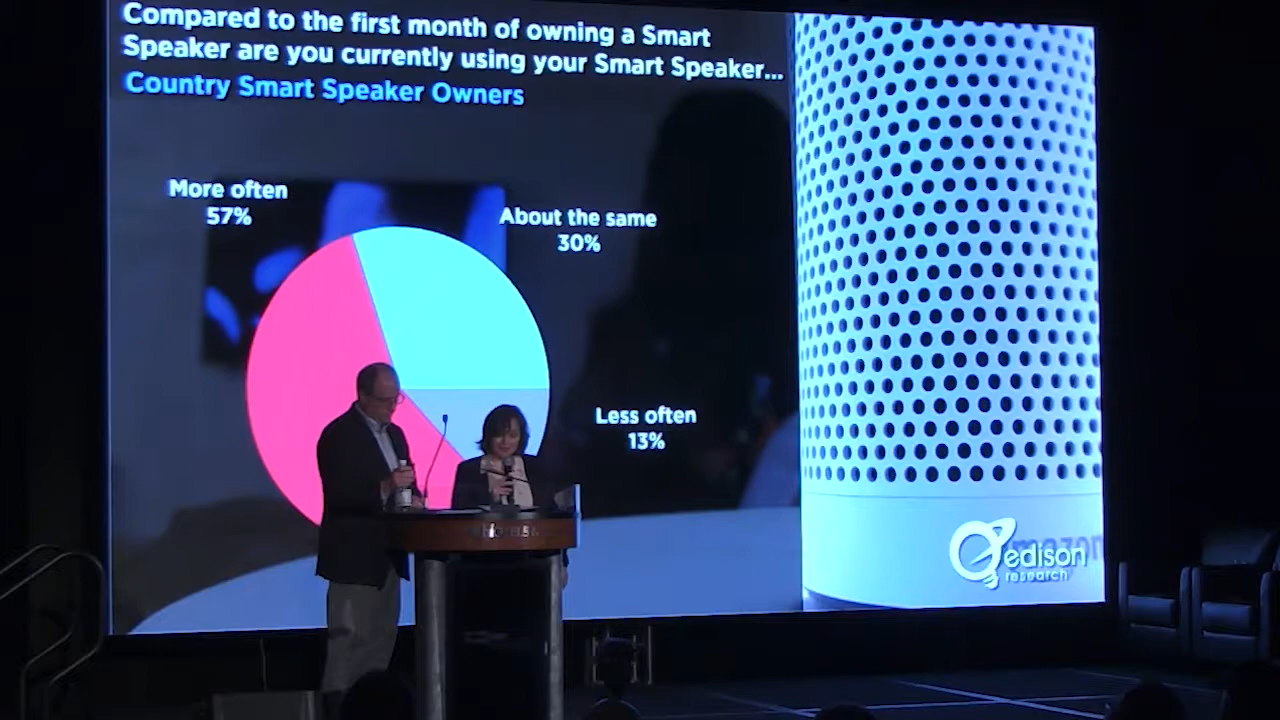 Compared to the first month of owning a Smart
Speaker are you currently using your Smart Speaker...
Country Smart Speaker Owners
More often
57%
About the same
30%
Less often
13%
edison
research
amazon